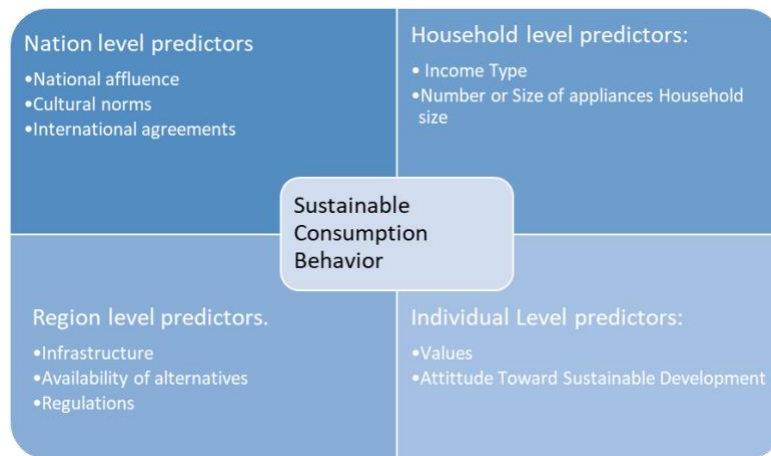 Nation level predictors
•National affluence
•Cultural norms
•International agreements
Household level predictors:
• Income Type
•Number or Size of appliances Household
size
Sustainable
Consumption
Behavior
Region level predictors.
•Infrastructure
•Availability of alternatives
•Regulations
Individual Level predictors:
•Values
•Attittude Toward Sustainable Development